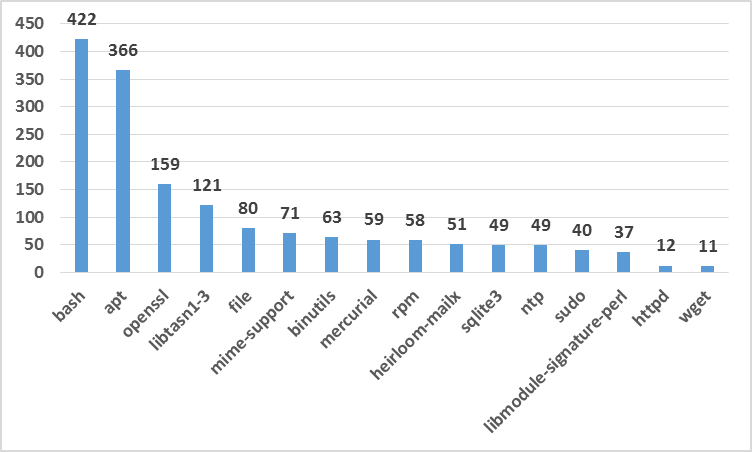 450
400
350
300
250
200
150
100
50
0
422
366
159
121
80
71
63
59
58
51
49
49
40
37
12
11
bash
apt
openssl
libtasn1-3
file
mime-support
binutils
mercurial
rpm
heirloom-mailx
sqlite3
ntp
sudo
libmodule-signature-perl
httpd
wget